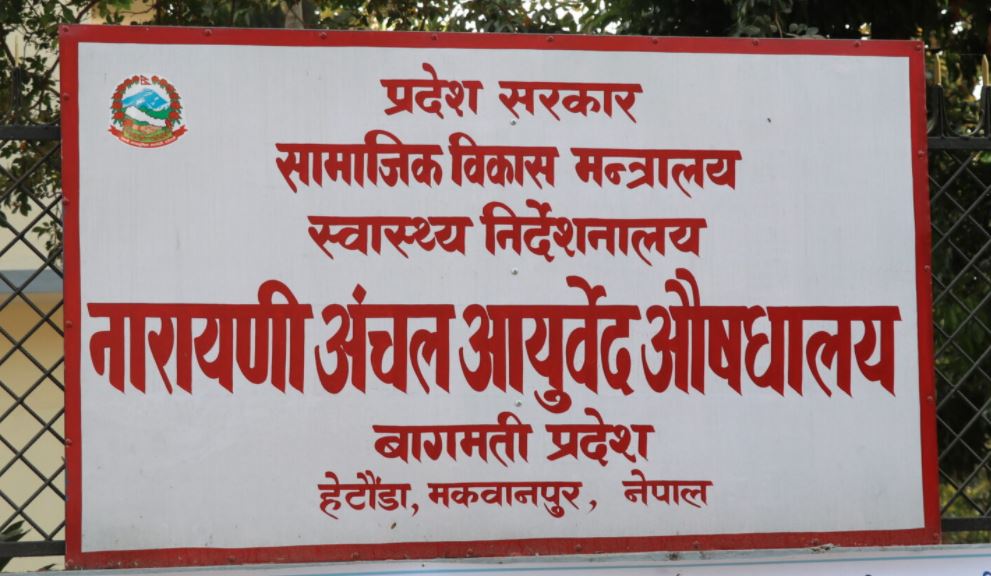 प्रदेश सरकार
सामाजिक विकास मन्त्रालय
स्वास्थ्य निर्देशनालय
नारायणी अंचल आयुर्वेद औषधालय
बागमती प्रदेश
हेटौंडा, मकवानपुर, नेपाल